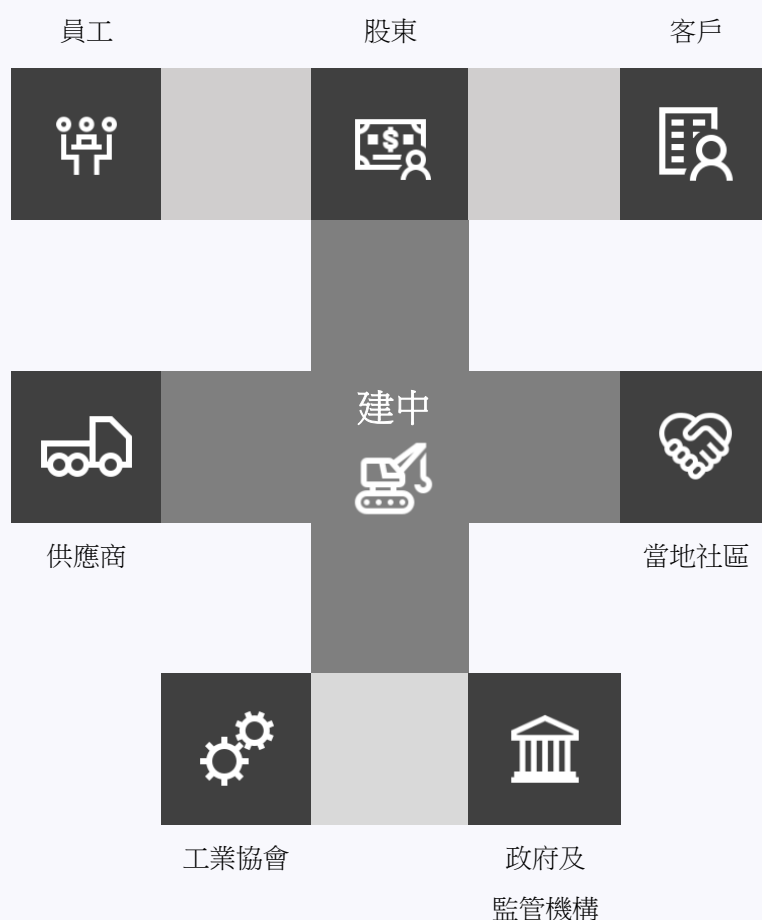 員工
股東
客戶
建中
供應商
當地社區
工業協會
政府及
監管機構